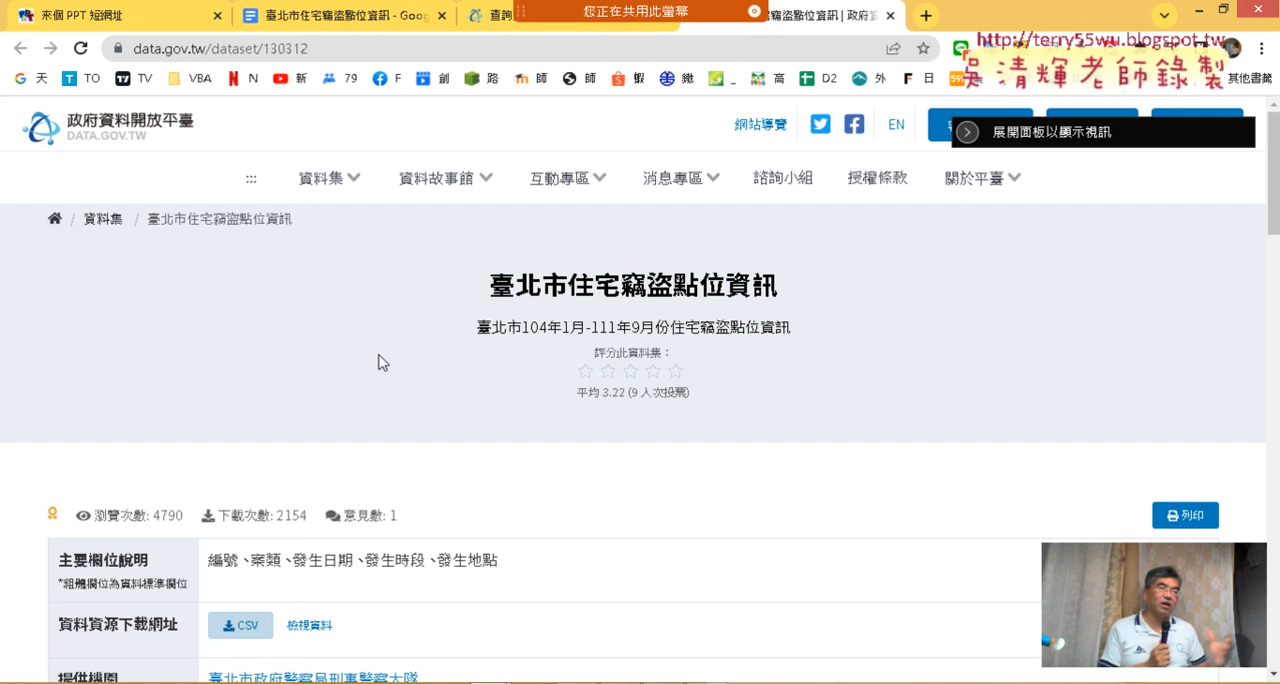 來個 PPT 短網址
臺北市住宅竊盜點位資訊 - Goog
查詢
您正在共用此螢幕
宅竊盜點位資訊 | 政府資
data.gov.tw/dataset/130312
http://terry55wu.blogspot.tw
吳清輝老師錄製
天 TO TV VBA N 新 79 F 創 路 師 師 蝦 _ 高 D2 外 日 其他書籤
政府資料開放平臺
DATA.GOV.TW
網站導覽
EN
展開面板以顯示視訊
:::
資料集
資料故事館
互動專區
消息專區
諮詢小組
授權條款
關於平臺
/ 資料集 / 臺北市住宅竊盜點位資訊
臺北市住宅竊盜點位資訊
臺北市104年1月-111年9月份住宅竊盜點位資訊
評分此資料集：
平均 3.22 (9 人次投票)
瀏覽次數: 4790
下載次數: 2154
意見數: 1
列印
主要欄位說明
*粗體欄位為資料標準欄位
編號、案類、發生日期、發生時段、發生地點
資料資源下載網址
CSV
檢視資料
提供機關
臺北市政府警察局刑事警察大隊